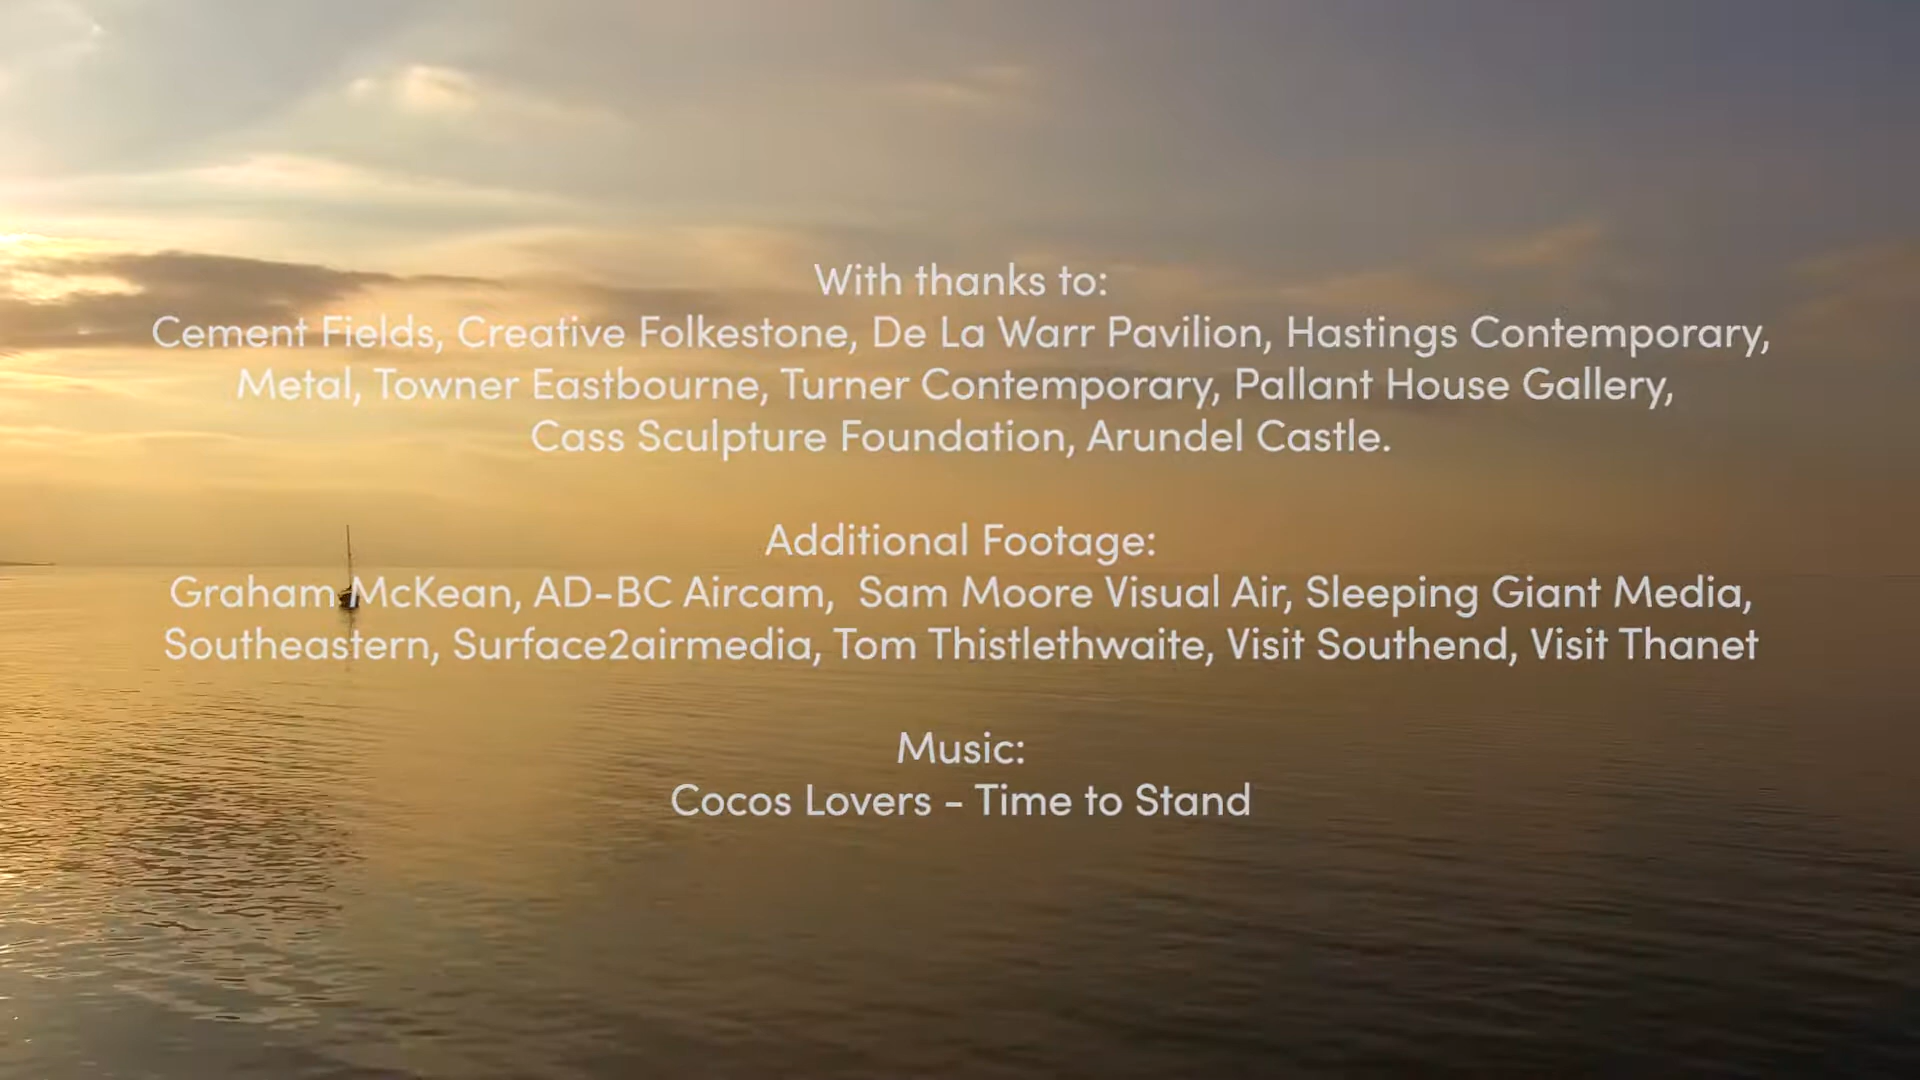 With thanks to:
Cement Fields, Creative Folkestone, De La Warr Pavilion, Hastings Contemporary,
Metal, Towner Eastbourne, Turner Contemporary, Pallant House Gallery,
Cass Sculpture Foundation, Arundel Castle.
Additional Footage:
Graham McKean, AD-BC Aircam,  Sam Moore Visual Air, Sleeping Giant Media,
Southeastern, Surface2airmedia, Tom Thistlethwaite, Visit Southend, Visit Thanet
Music:
Cocos Lovers - Time to Stand